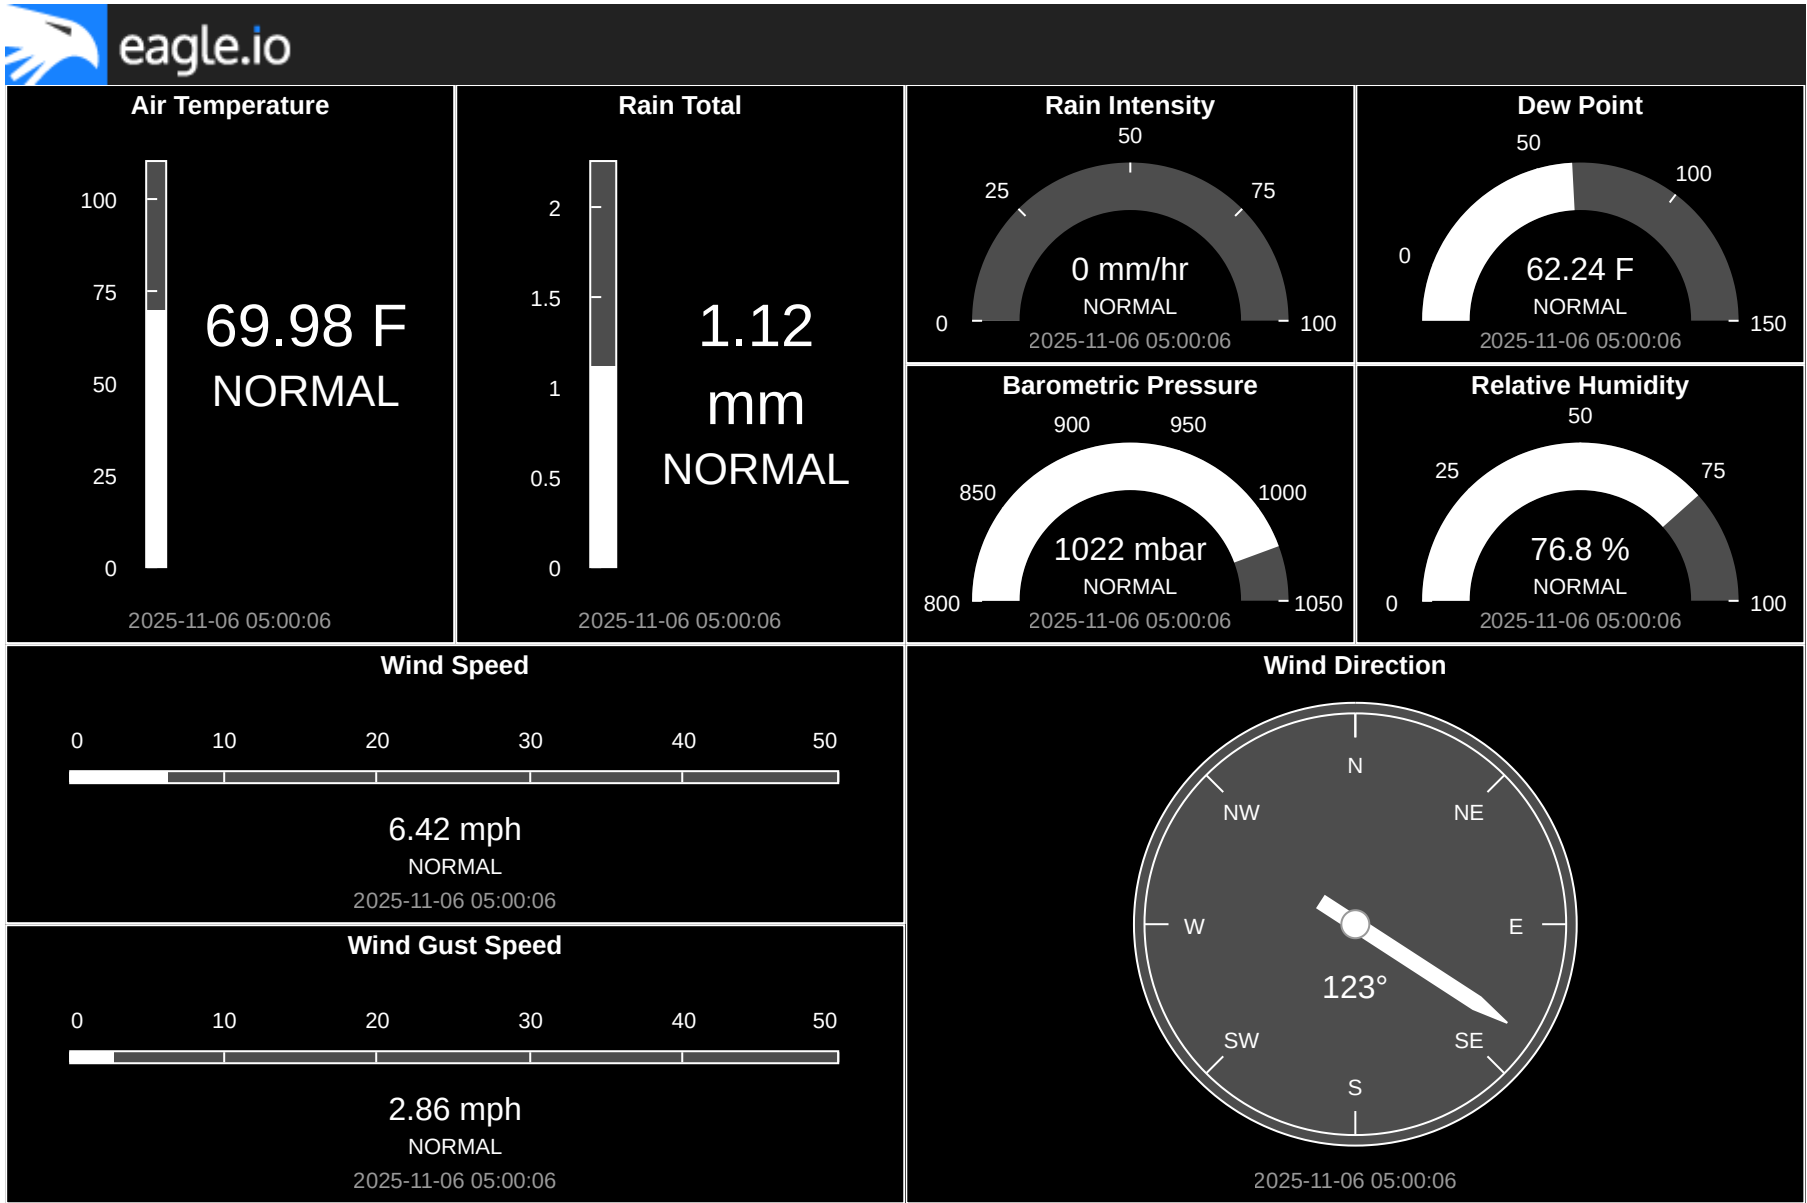 eagle.io
Air Temperature
100
75
50
25
0
69.98 F
NORMAL
2025-11-06 05:00:06
Rain Total
2
1.5
1
0.5
0
1.12
mm
NORMAL
2025-11-06 05:00:06
Rain Intensity
50
25
75
0
100
0 mm/hr
NORMAL
2025-11-06 05:00:06
Dew Point
50
100
0
150
62.24 F
NORMAL
2025-11-06 05:00:06
Barometric Pressure
900
950
850
1000
800
1050
1022 mbar
NORMAL
2025-11-06 05:00:06
Relative Humidity
50
25
75
0
100
76.8 %
NORMAL
2025-11-06 05:00:06
Wind Speed
0 10 20 30 40 50
6.42 mph
NORMAL
2025-11-06 05:00:06
Wind Gust Speed
0 10 20 30 40 50
2.86 mph
NORMAL
2025-11-06 05:00:06
Wind Direction
N
NW
NE
W
E
123°
SW
SE
S
2025-11-06 05:00:06